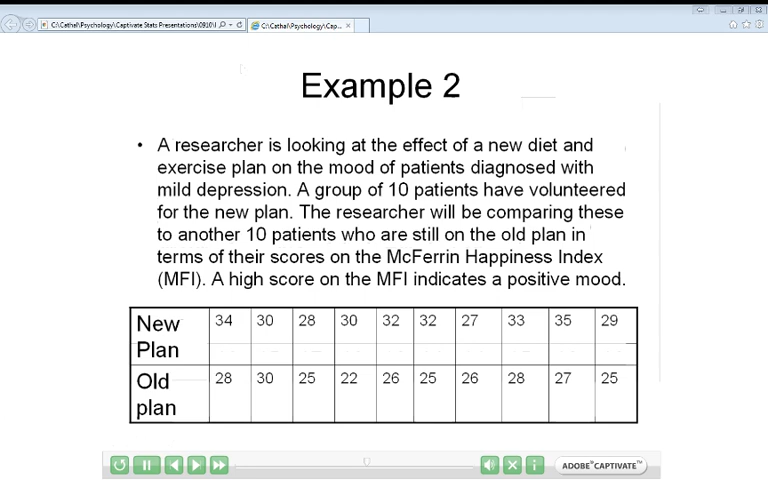 C:\Cathal\Psychology\Captivate Stats Presentations\0910\I
C:\Cathal\Psychology\Cap...
Example 2
• A researcher is looking at the effect of a new diet and
exercise plan on the mood of patients diagnosed with
mild depression. A group of 10 patients have volunteered
for the new plan. The researcher will be comparing these
to another 10 patients who are still on the old plan in
terms of their scores on the McFerrin Happiness Index
(MFI). A high score on the MFI indicates a positive mood.
New Plan 34 30 28 30 32 32 27 33 35 29
Old plan 28 30 25 22 26 25 26 28 27 25
ADOBE™CAPTIVATE™